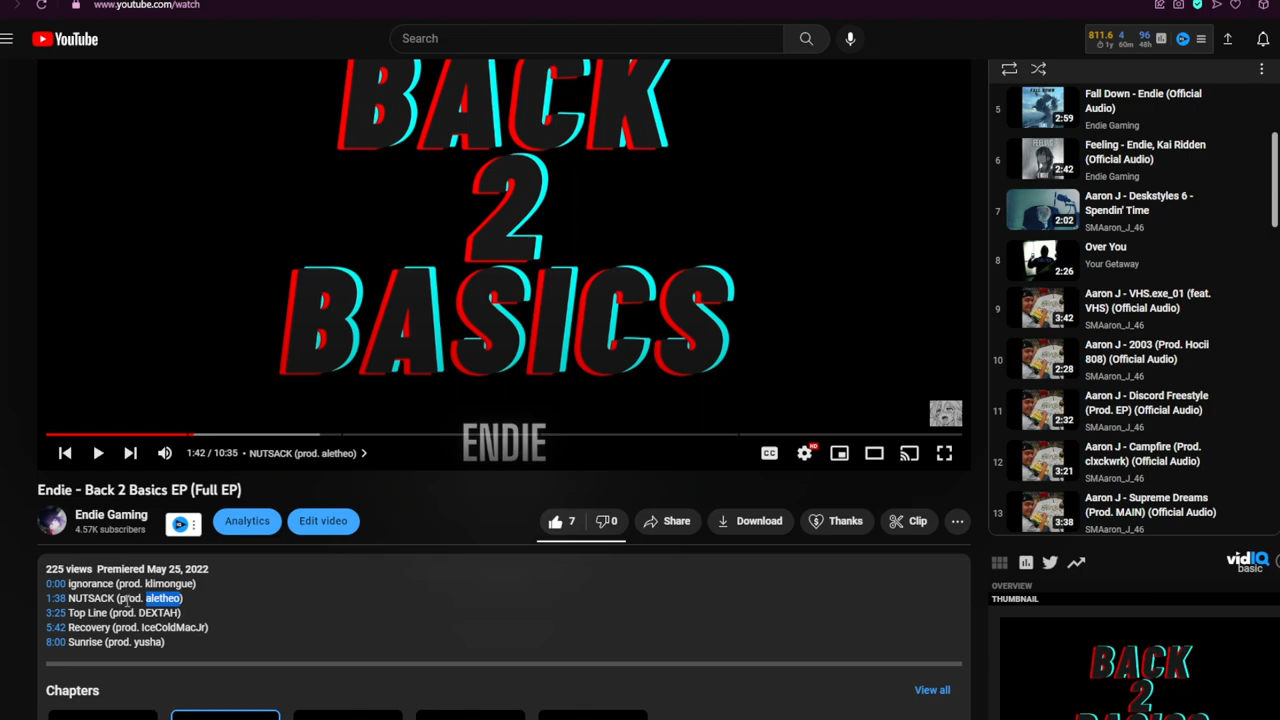 www.youtube.com/watch
YouTube
Search
811.6 4 96
1y 60m 48h
BACK
2
BASICS
ENDIE
1:42 / 10:35 • NUTSACK (prod. aletheo)
CC
HD
Endie - Back 2 Basics EP (Full EP)
Endie Gaming
4.57K subscribers
Analytics
Edit video
7
0
Share
Download
Thanks
Clip
225 views Premiered May 25, 2022
0:00 ignorance (prod. klimongue)
1:38 NUTSACK (prod. aletheo)
3:25 Top Line (prod. DEXTAH)
5:42 Recovery (prod. IceColdMacJr)
8:00 Sunrise (prod. yusha)
Chapters
View all
5
2:59
Fall Down - Endie (Official
Audio)
Endie Gaming
6
2:42
Feeling - Endie, Kai Ridden
(Official Audio)
Endie Gaming
7
2:02
Aaron J - Deskstyles 6 -
Spendin' Time
SMAaron_J_46
8
2:26
Over You
Your Getaway
9
3:42
Aaron J - VHS.exe_01 (feat.
VHS) (Official Audio)
SMAaron_J_46
10
2:28
Aaron J - 2003 (Prod. Hocii
808) (Official Audio)
SMAaron_J_46
11
2:32
Aaron J - Discord Freestyle
(Prod. EP) (Official Audio)
SMAaron_J_46
12
3:21
Aaron J - Campfire (Prod.
clxckwrk) (Official Audio)
SMAaron_J_46
13
3:38
Aaron J - Supreme Dreams
(Prod. MAIN) (Official Audio)
SMAaron_J_46
vidIQ
basic
OVERVIEW
THUMBNAIL
BACK
2